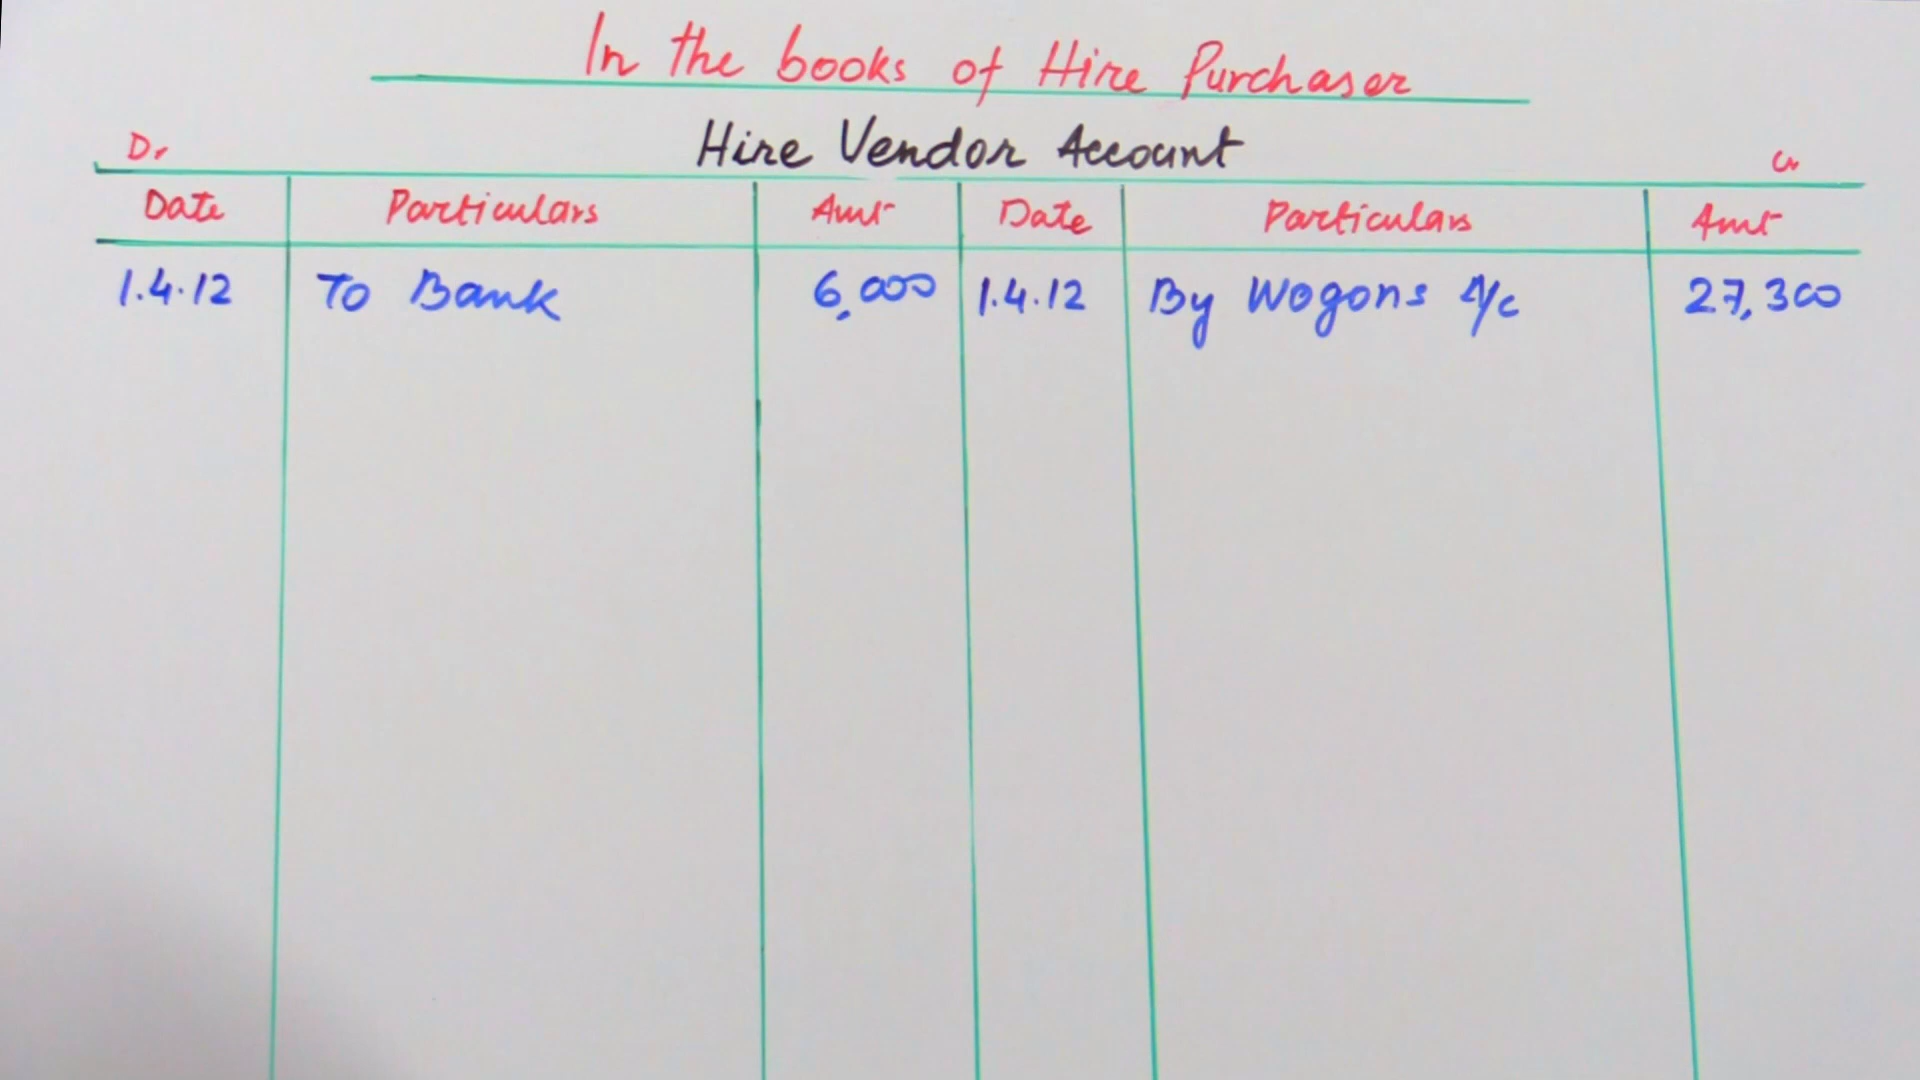 In the books of Hire Purchaser
Hire Vendor Account
Dr Cr
Date Particulars Amt Date Particulars Amt
1.4.12 To Bank 6,000 1.4.12 By Wogons A/c 27,300